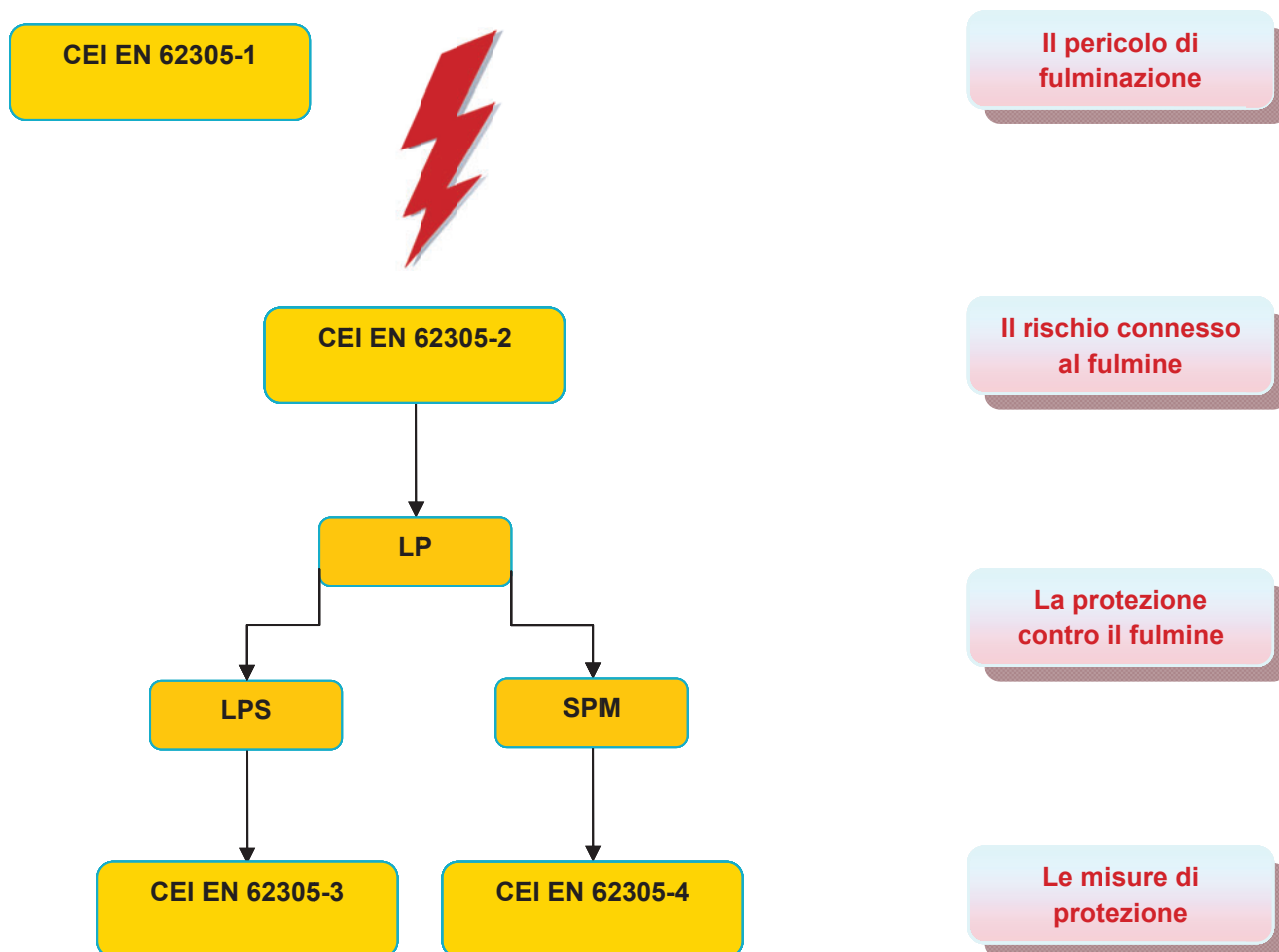 CEI EN 62305-1
Il pericolo di
fulminazione
CEI EN 62305-2
Il rischio connesso
al fulmine
LP
La protezione
contro il fulmine
LPS
SPM
CEI EN 62305-3
CEI EN 62305-4
Le misure di
protezione